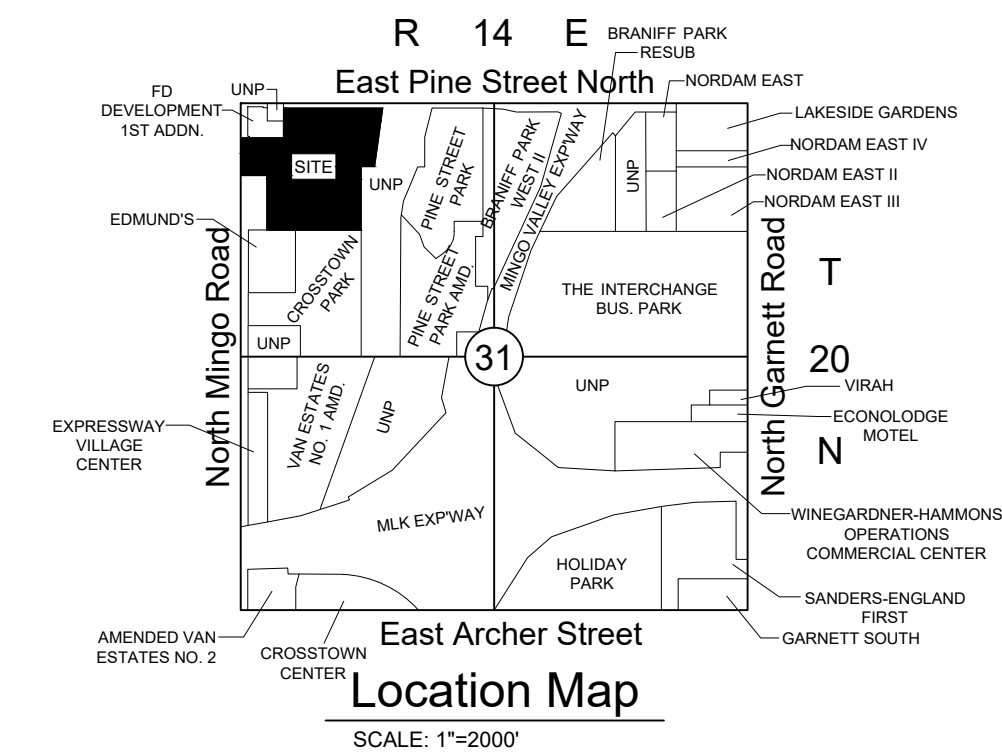 R 14 E
East Pine Street North
BRANIFF PARK
RESUB
NORDAM EAST
FD
DEVELOPMENT
1ST ADDN.
UNP
LAKESIDE GARDENS
NORDAM EAST IV
NORDAM EAST II
NORDAM EAST III
SITE
UNP
PINE STREET
PARK
BRANIFF PARK
WEST II
MINGO VALLEY EXP'WAY
UNP
EDMUND'S
North Mingo Road
CROSSTOWN
PARK
PINE STREET
PARK AMD.
THE INTERCHANGE
BUS. PARK
North Garnett Road
T
20
N
UNP
31
VAN ESTATES
NO. 1 AMD.
UNP
UNP
VIRAH
ECONOLODGE
MOTEL
EXPRESSWAY
VILLAGE
CENTER
MLK EXP'WAY
WINEGARDNER-HAMMONS
OPERATIONS
COMMERCIAL CENTER
HOLIDAY
PARK
SANDERS-ENGLAND
FIRST
GARNETT SOUTH
AMENDED VAN
ESTATES NO. 2
CROSSTOWN
CENTER
East Archer Street
Location Map
SCALE: 1"=2000'